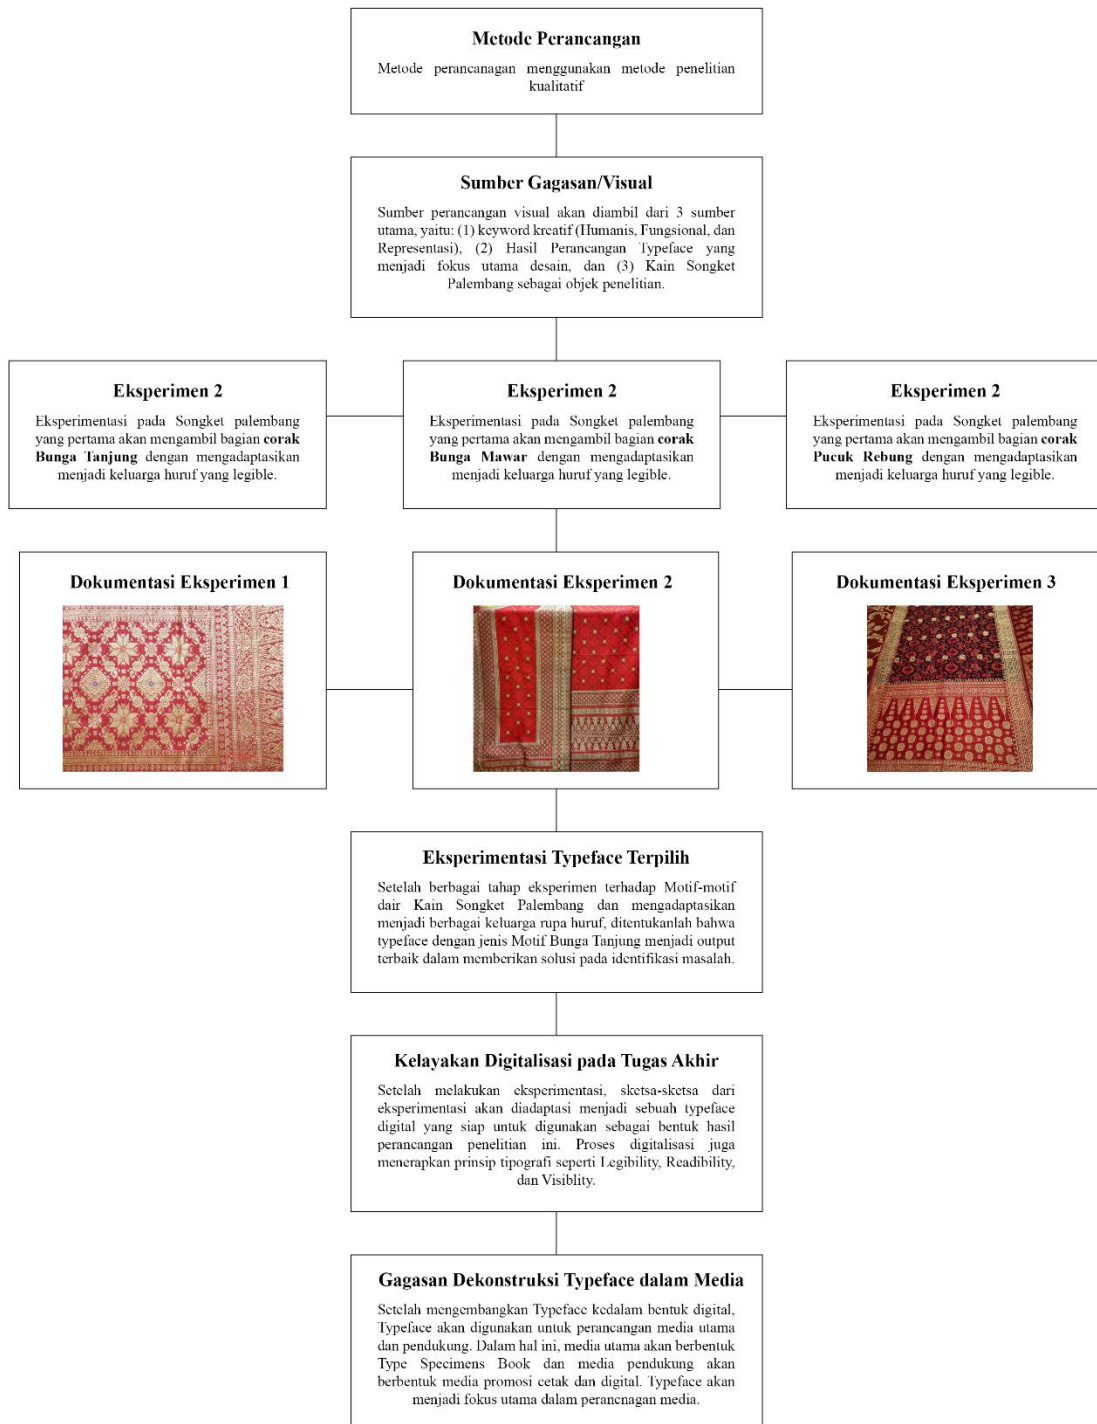 Metode Perancangan
Metode perancanagan menggunakan metode penelitian
kualitatif
Sumber Gagasan/Visual
Sumber perancangan visual akan diambil dari 3 sumber
utama, yaitu: (1) keyword kreatif (Humanis, Fungsional, dan
Representasi), (2) Hasil Perancangan Typeface yang
menjadi fokus utama desain, dan (3) Kain Songket
Palembang sebagai objek penelitian.
Eksperimen 2
Eksperimentasi pada Songket palembang
yang pertama akan mengambil bagian corak
Bunga Tanjung dengan mengadaptasikan
menjadi keluarga huruf yang legible.
Eksperimen 2
Eksperimentasi pada Songket palembang
yang pertama akan mengambil bagian corak
Bunga Mawar dengan mengadaptasikan
menjadi keluarga huruf yang legible.
Eksperimen 2
Eksperimentasi pada Songket palembang
yang pertama akan mengambil bagian corak
Pucuk Rebung dengan mengadaptasikan
menjadi keluarga huruf yang legible.
Dokumentasi Eksperimen 1
Dokumentasi Eksperimen 2
Dokumentasi Eksperimen 3
Eksperimentasi Typeface Terpilih
Setelah berbagai tahap eksperimen terhadap Motif-motif
dair Kain Songket Palembang dan mengadaptasikan
menjadi berbagai keluarga rupa huruf, ditentukanlah bahwa
typeface dengan jenis Motif Bunga Tanjung menjadi output
terbaik dalam memberikan solusi pada identifikasi masalah.
Kelayakan Digitalisasi pada Tugas Akhir
Setelah melakukan eksperimentasi, sketsa-sketsa dari
eksperimentasi akan diadaptasi menjadi sebuah typeface
digital yang siap untuk digunakan sebagai bentuk hasil
perancangan penelitian ini. Proses digitalisasi juga
menerapkan prinsip tipografi seperti Legibility, Readibility,
dan Visiblity.
Gagasan Dekonstruksi Typeface dalam Media
Setelah mengembangkan Typeface kedalam bentuk digital,
Typeface akan digunakan untuk perancangan media utama
dan pendukung. Dalam hal ini, media utama akan berbentuk
Type Specimens Book dan media pendukung akan
berbentuk media promosi cetak dan digital. Typeface akan
menjadi fokus utama dalam perancnagan media.